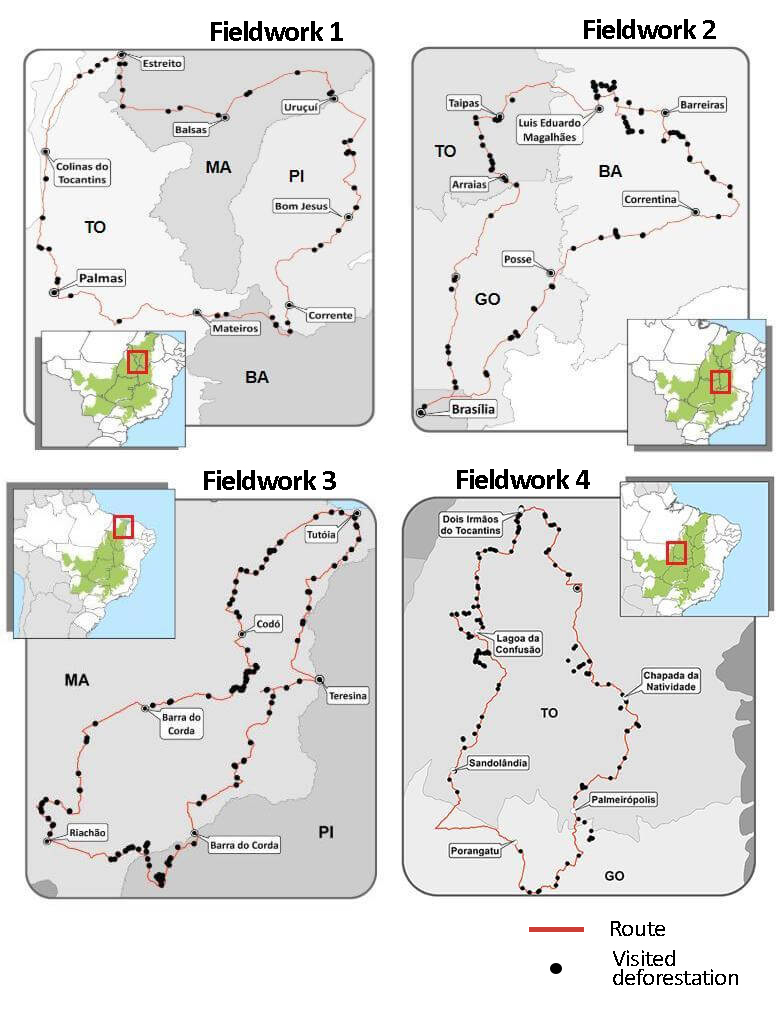 Fieldwork 1
Estreito
Uruçuí
Balsas
MA
PI
Colinas do
Tocantins
Bom Jesus
TO
Palmas
Corrente
Mateiros
BA
Fieldwork 2
Taipas
Luis Eduardo
Magalhães
Barreiras
TO
BA
Arraias
Correntina
Posse
GO
Brasília
Fieldwork 3
Tutóia
Codó
MA
Teresina
Barra do
Corda
Riachão
Barra do Corda
PI
Fieldwork 4
Dois Irmãos
do Tocantins
Lagoa da
Confusão
Chapada da
Natividade
TO
Sandolândia
Palmeirópolis
Porangatu
GO
Route
Visited
deforestation